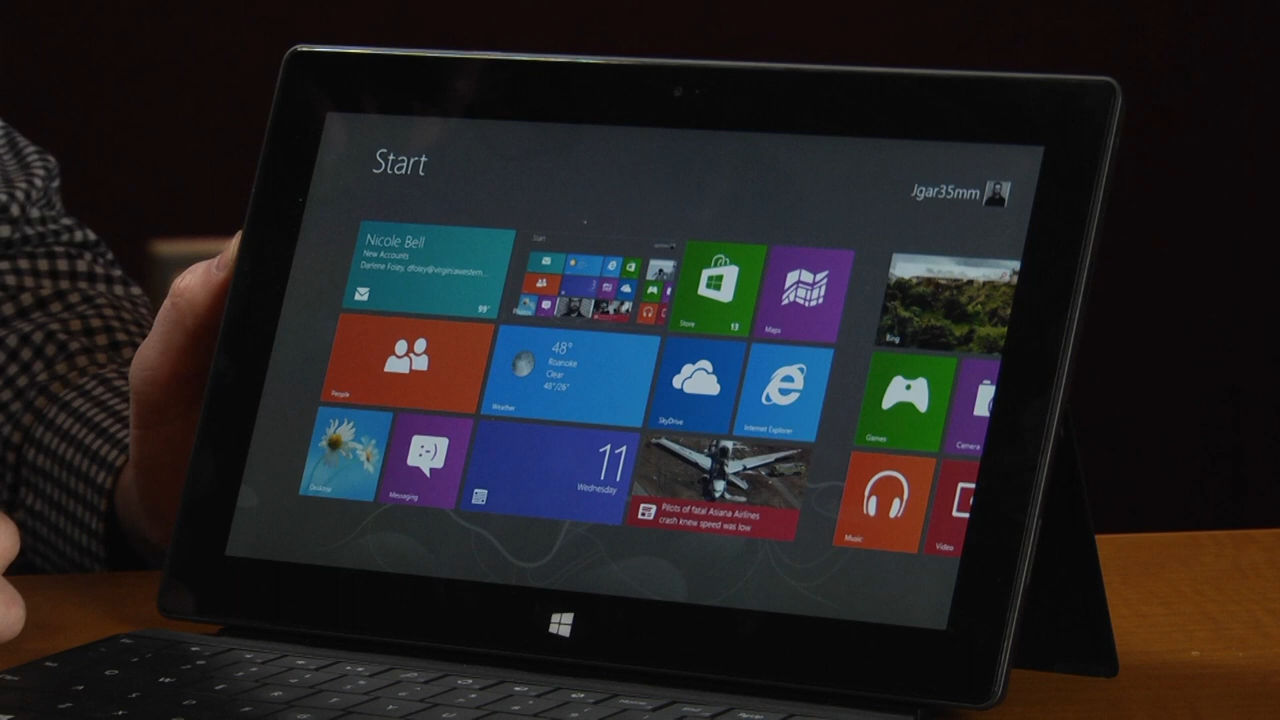 Start
Jgar35mm
Nicole Bell
New Accounts
Darlene Foley, dfoley@virginiawestern...
99+
Start
Store
13
Maps
Bing
People
48°
Roanoke
Clear
48°/26°
Weather
SkyDrive
Internet Explorer
Games
Camera
Desktop
Messaging
11
Wednesday
Pilots of fatal Asiana Airlines
crash knew speed was low
Music
Video